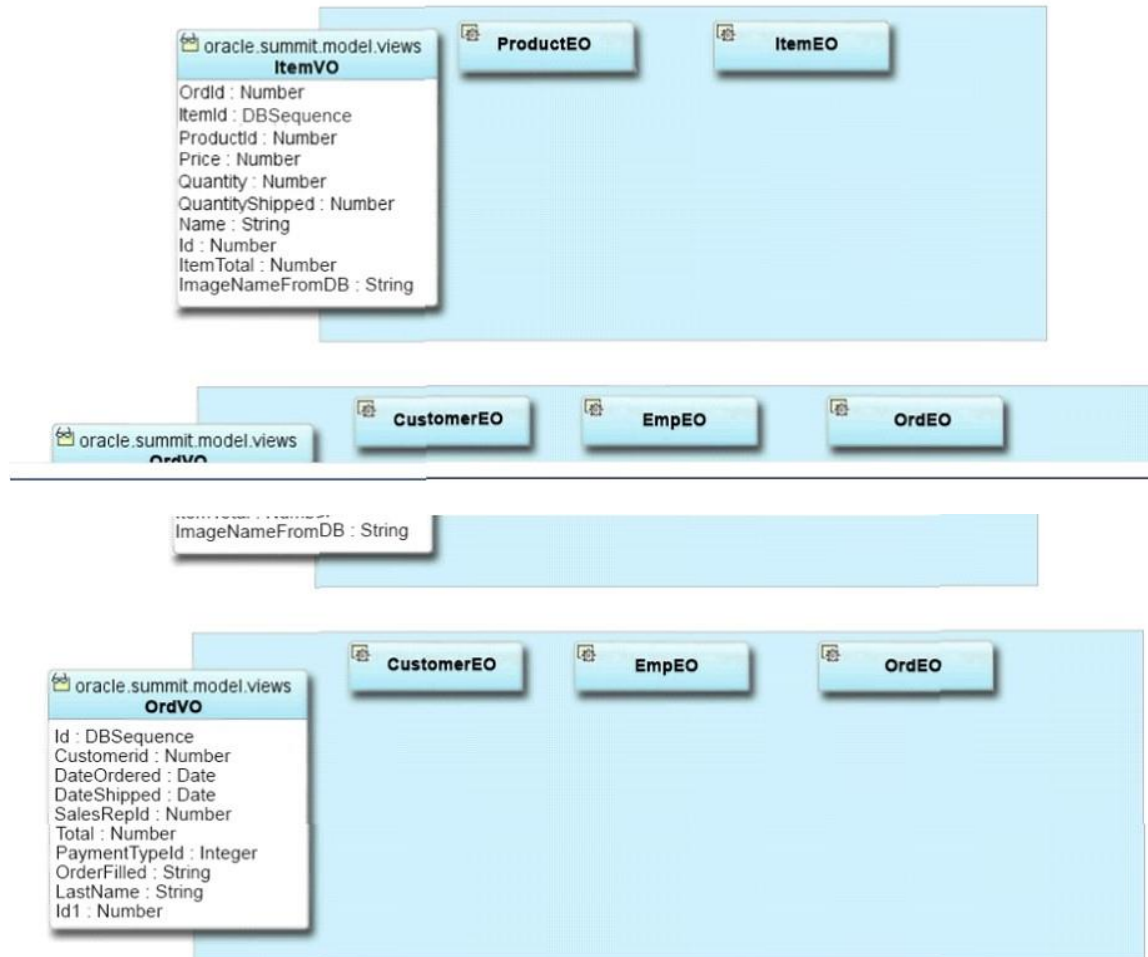 oracle.summit.model.views
ItemVO
OrdId : Number
ItemId : DBSequence
ProductId : Number
Price : Number
Quantity : Number
QuantityShipped : Number
Name : String
Id : Number
ItemTotal : Number
ImageNameFromDB : String
ProductEO
ItemEO
oracle.summit.model.views
OrdVO
CustomerEO
EmpEO
OrdEO
ItemTotal : Number
ImageNameFromDB : String
oracle.summit.model.views
OrdVO
Id : DBSequence
Customerid : Number
DateOrdered : Date
DateShipped : Date
SalesRepId : Number
Total : Number
PaymentTypeId : Integer
OrderFilled : String
LastName : String
Id1 : Number
CustomerEO
EmpEO
OrdEO